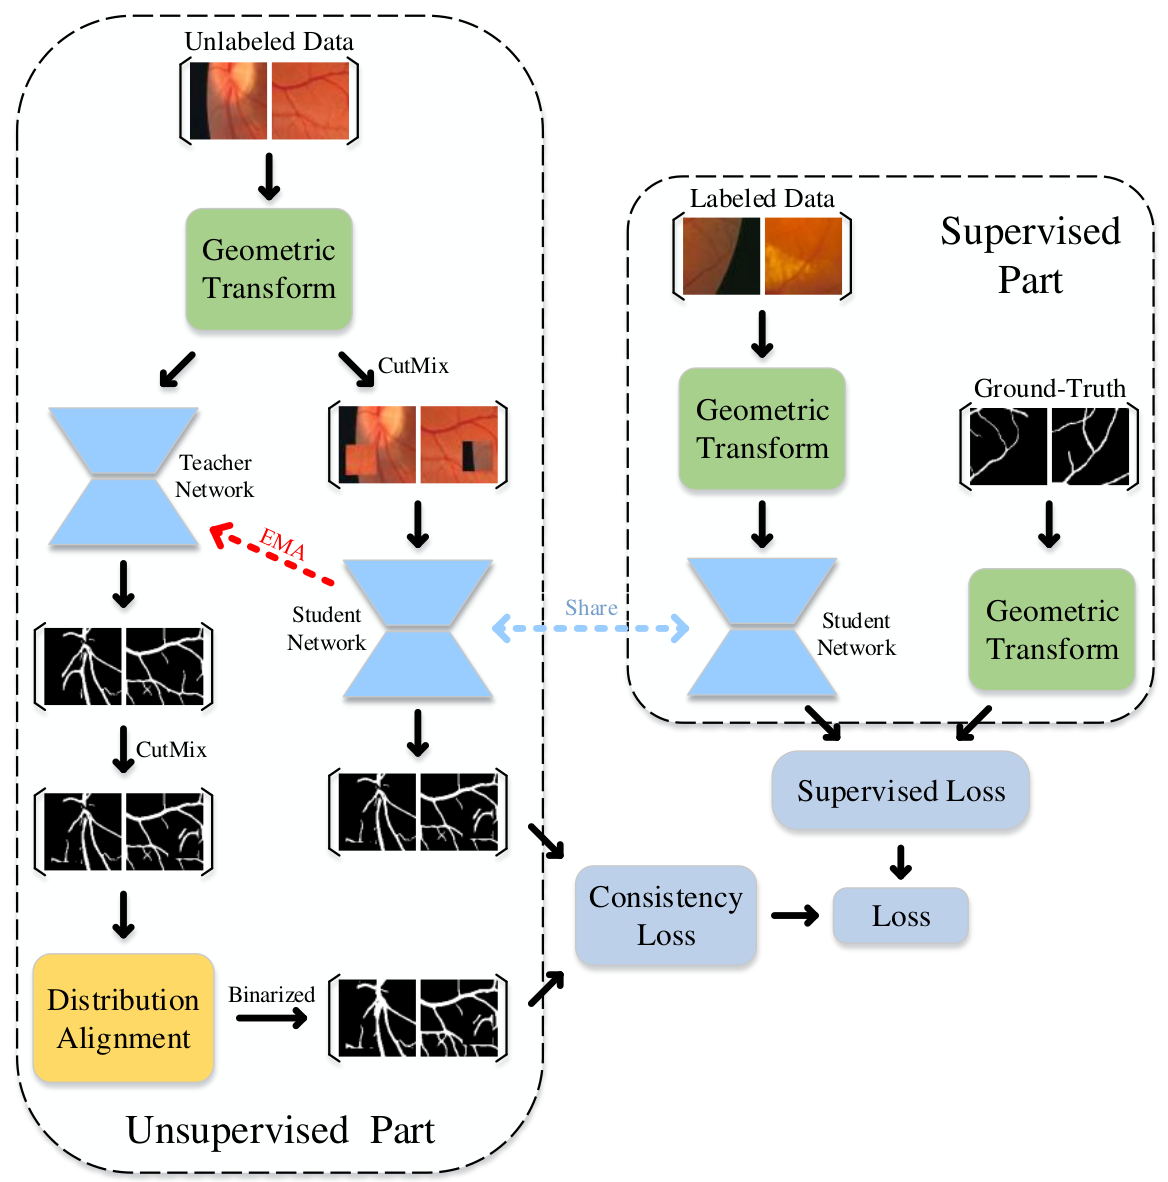 Unlabeled Data
Geometric
Transform
CutMix
Teacher
Network
EMA
Student
Network
CutMix
Distribution
Alignment
Binarized
Unsupervised Part
Share
Labeled Data
Supervised
Part
Geometric
Transform
Ground-Truth
Student
Network
Geometric
Transform
Supervised Loss
Consistency
Loss
Loss